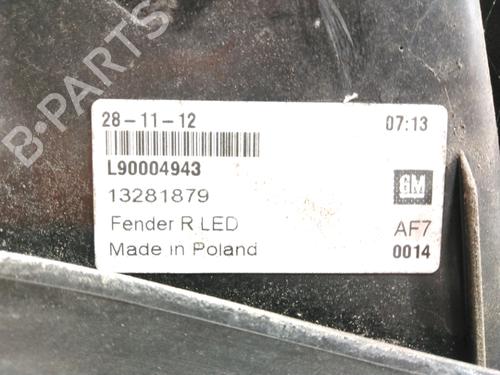 B-PARTS
28-11-12 07:13
L90004943
13281879 GM
Fender R LED AF7
Made in Poland 0014